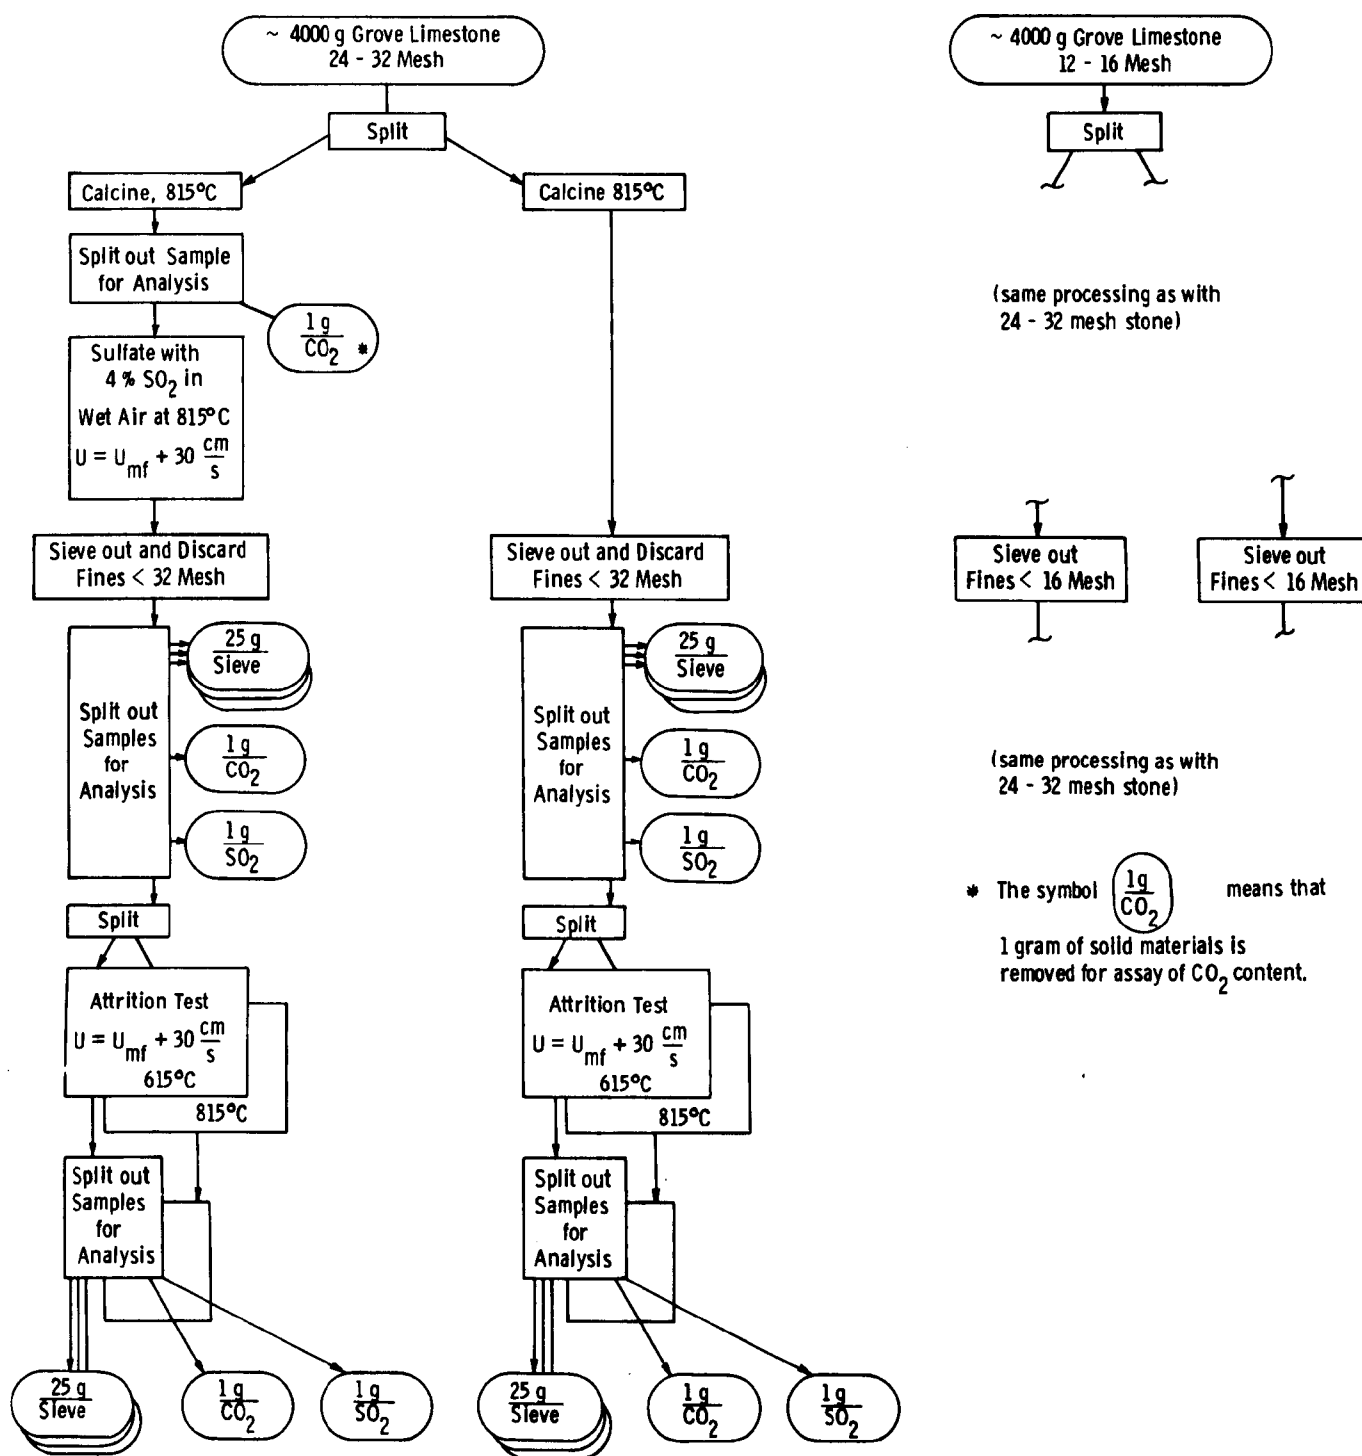 ~ 4000 g Grove Limestone
24 - 32 Mesh
Split
Calcine, 815°C
Split out Sample
for Analysis
1 g
CO2 *
Sulfate with
4 % SO2 in
Wet Air at 815°C
U = Umf + 30 cm
s
Sieve out and Discard
Fines < 32 Mesh
Split out
Samples
for
Analysis
25 g
Sieve
1 g
CO2
1 g
SO2
Split
Attrition Test
U = Umf + 30 cm
s
615°C
815°C
Split out
Samples
for
Analysis
25 g
Sieve
1 g
CO2
1 g
SO2
Calcine 815°C
Sieve out and Discard
Fines < 32 Mesh
Split out
Samples
for
Analysis
25 g
Sieve
1 g
CO2
1 g
SO2
Split
Attrition Test
U = Umf + 30 cm
s
615°C
815°C
Split out
Samples
for
Analysis
25 g
Sieve
1 g
CO2
1 g
SO2
~ 4000 g Grove Limestone
12 - 16 Mesh
Split
(same processing as with
24 - 32 mesh stone)
Sieve out
Fines < 16 Mesh
Sieve out
Fines < 16 Mesh
(same processing as with
24 - 32 mesh stone)
* The symbol 1g
CO2 means that
1 gram of solid materials is
removed for assay of CO2 content.